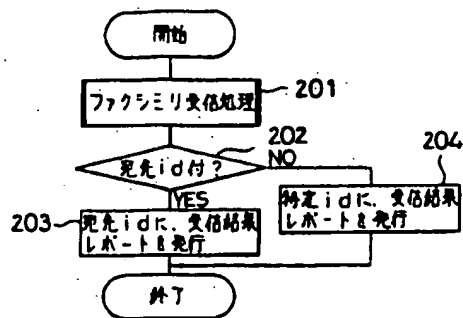 開始
ファクシミリ受信処理
201
宛先id付?
202
NO
YES
203
宛先idに、受信結果
レポートを発行
204
特定idに、受信結果
レポートを発行
終了